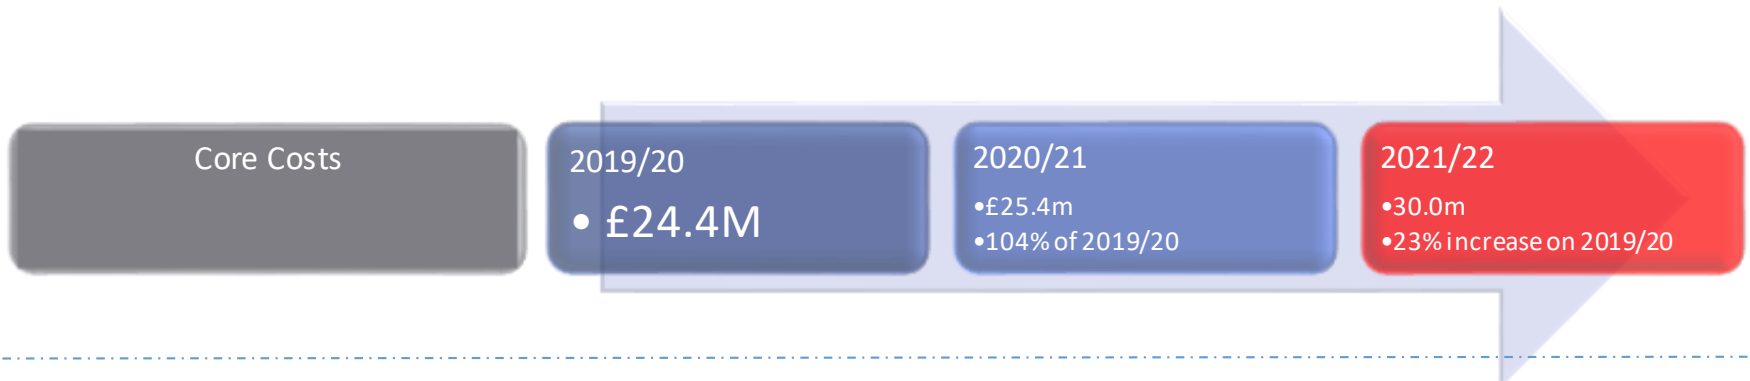 Core Costs
2019/20
• £24.4M
2020/21
•£25.4m
•104% of 2019/20
2021/22
•30.0m
•23% increase on 2019/20